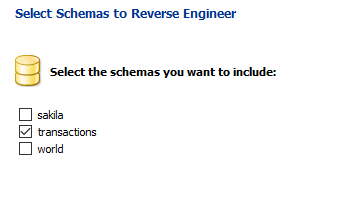 Select Schemas to Reverse Engineer
Select the schemas you want to include:
sakila
transactions
world